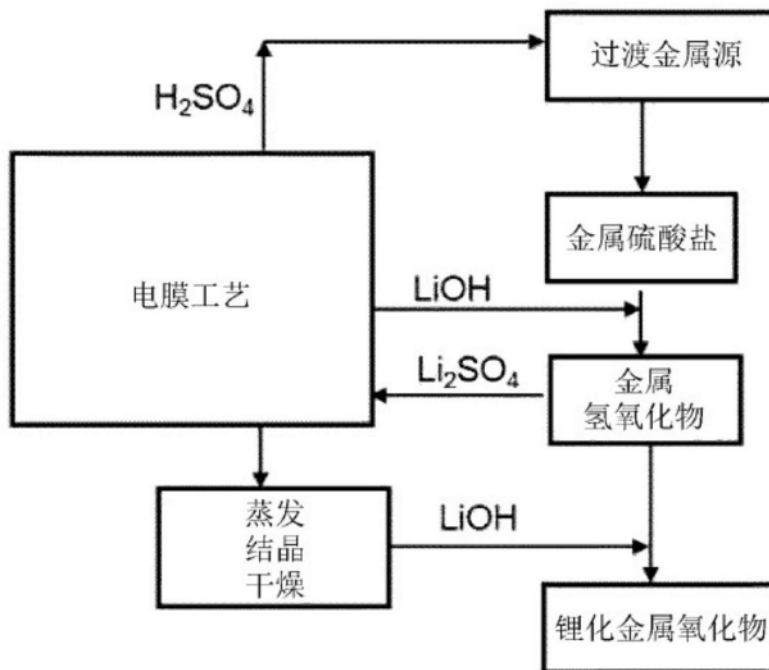 过渡金属源
H₂SO₄
金属硫酸盐
电膜工艺
LiOH
Li₂SO₄
金属
氢氧化物
蒸发
结晶
干燥
LiOH
锂化金属氧化物